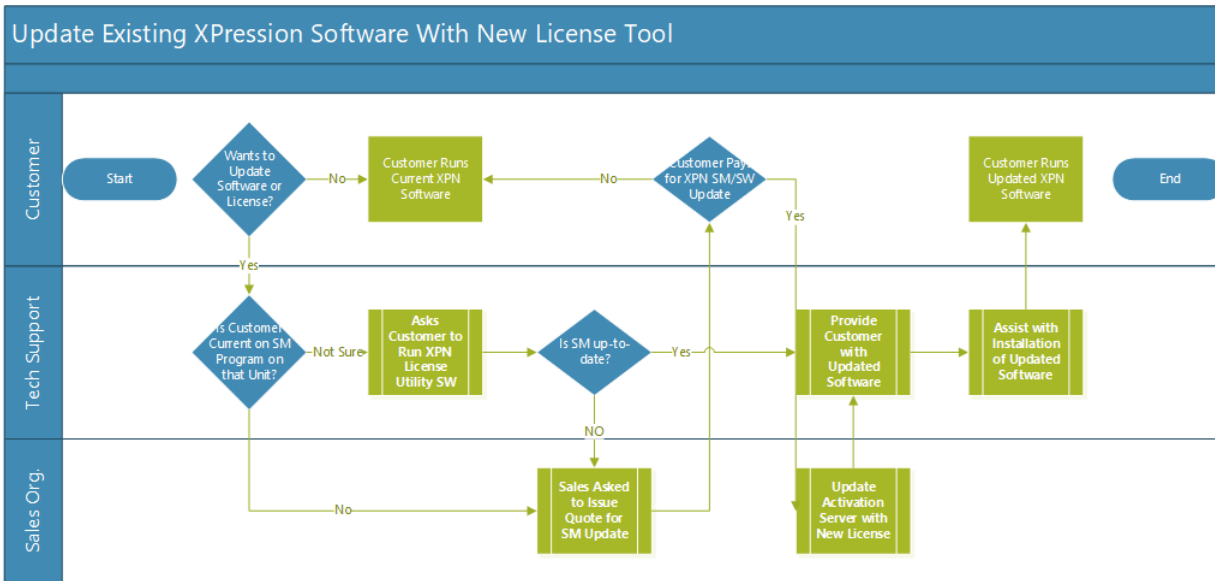 Update Existing XPression Software With New License Tool
Customer
Start
Wants to
Update
Software or
License?
No
Customer Runs
Current XPN
Software
No
Customer Pay
for XPN SM/SW
Update
Yes
Customer Runs
Updated XPN
Software
End
Yes
Tech Support
Is Customer
Current on SM
Program on
that Unit?
Not Sure
Asks
Customer to
Run XPN
License
Utility SW
Is SM up-to-
date?
Yes
Provide
Customer
with
Updated
Software
Assist with
Installation
of Updated
Software
NO
Sales Org.
No
Sales Asked
to Issue
Quote for
SM Update
Update
Activation
Server with
New License